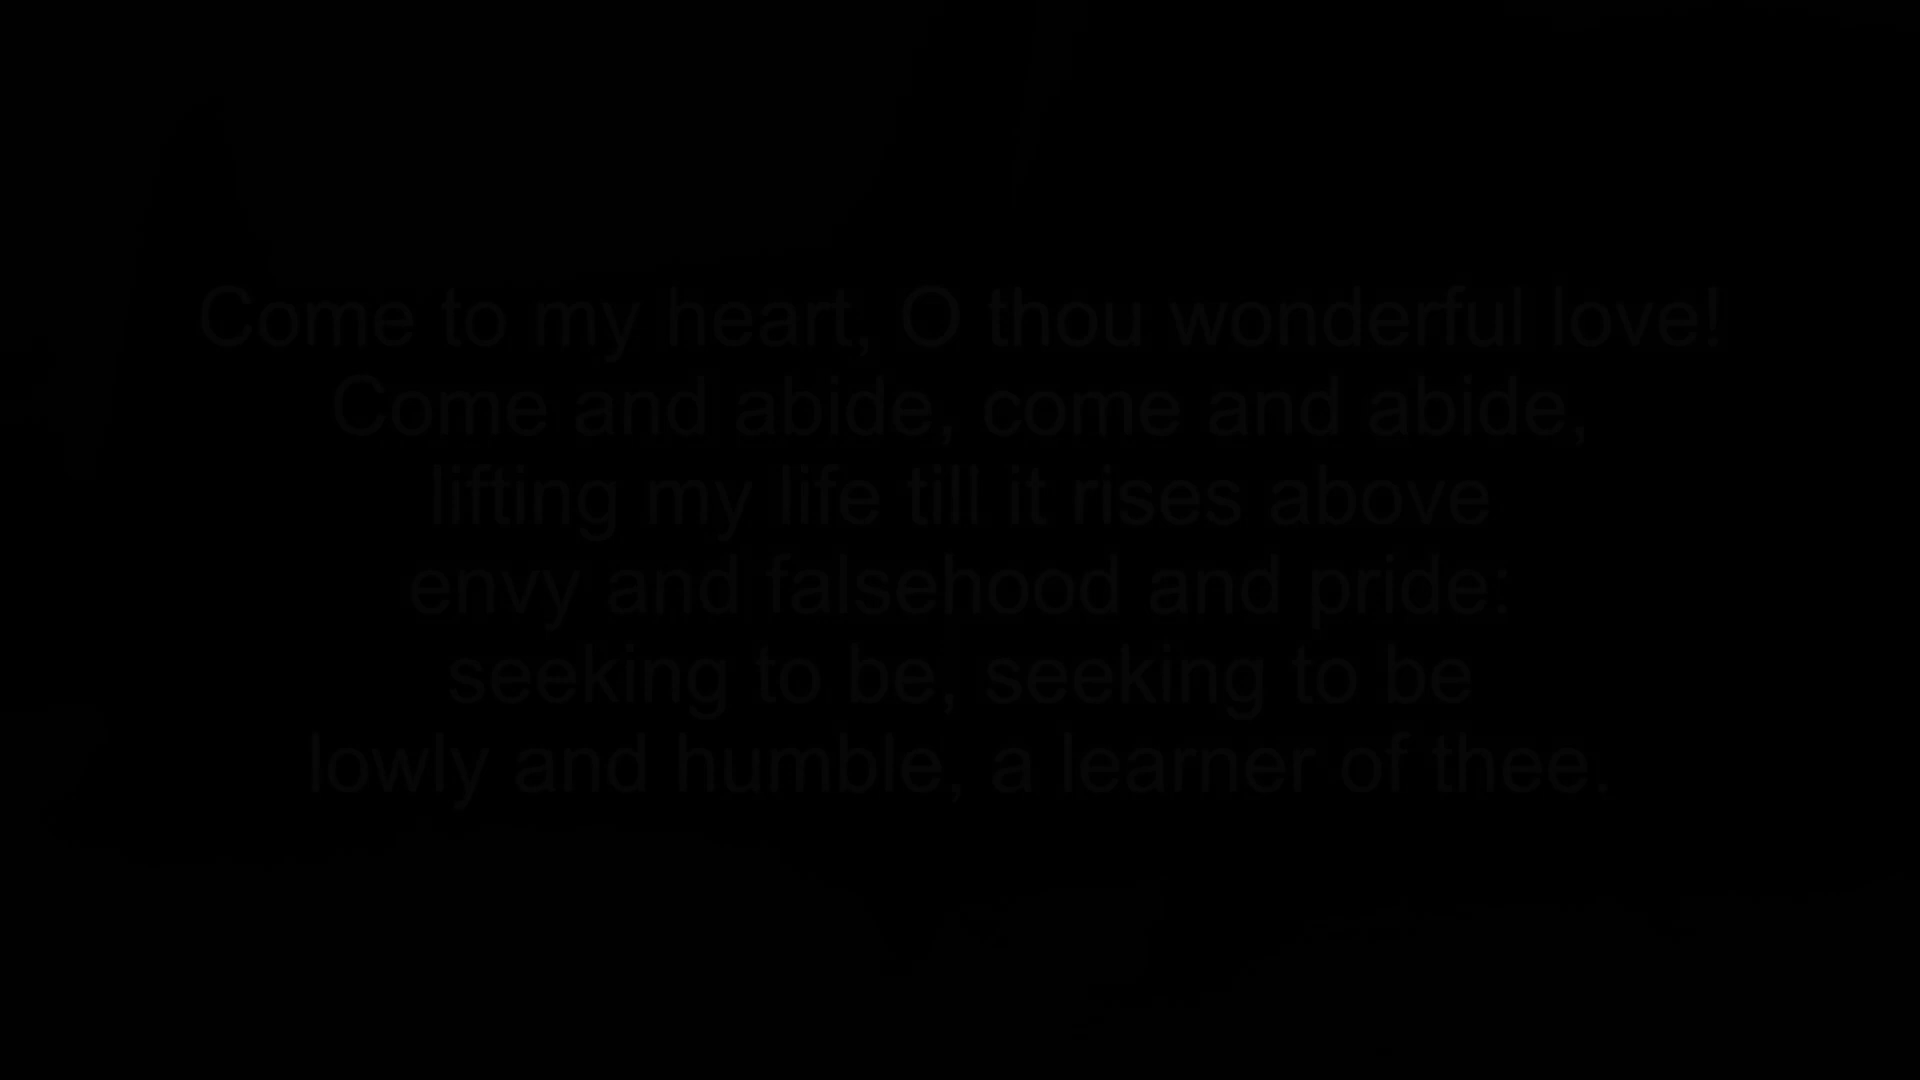 Come to my heart, O thou wonderful love!
Come and abide, come and abide,
lifting my life till it rises above
envy and falsehood and pride:
seeking to be, seeking to be
lowly and humble, a learner of thee.